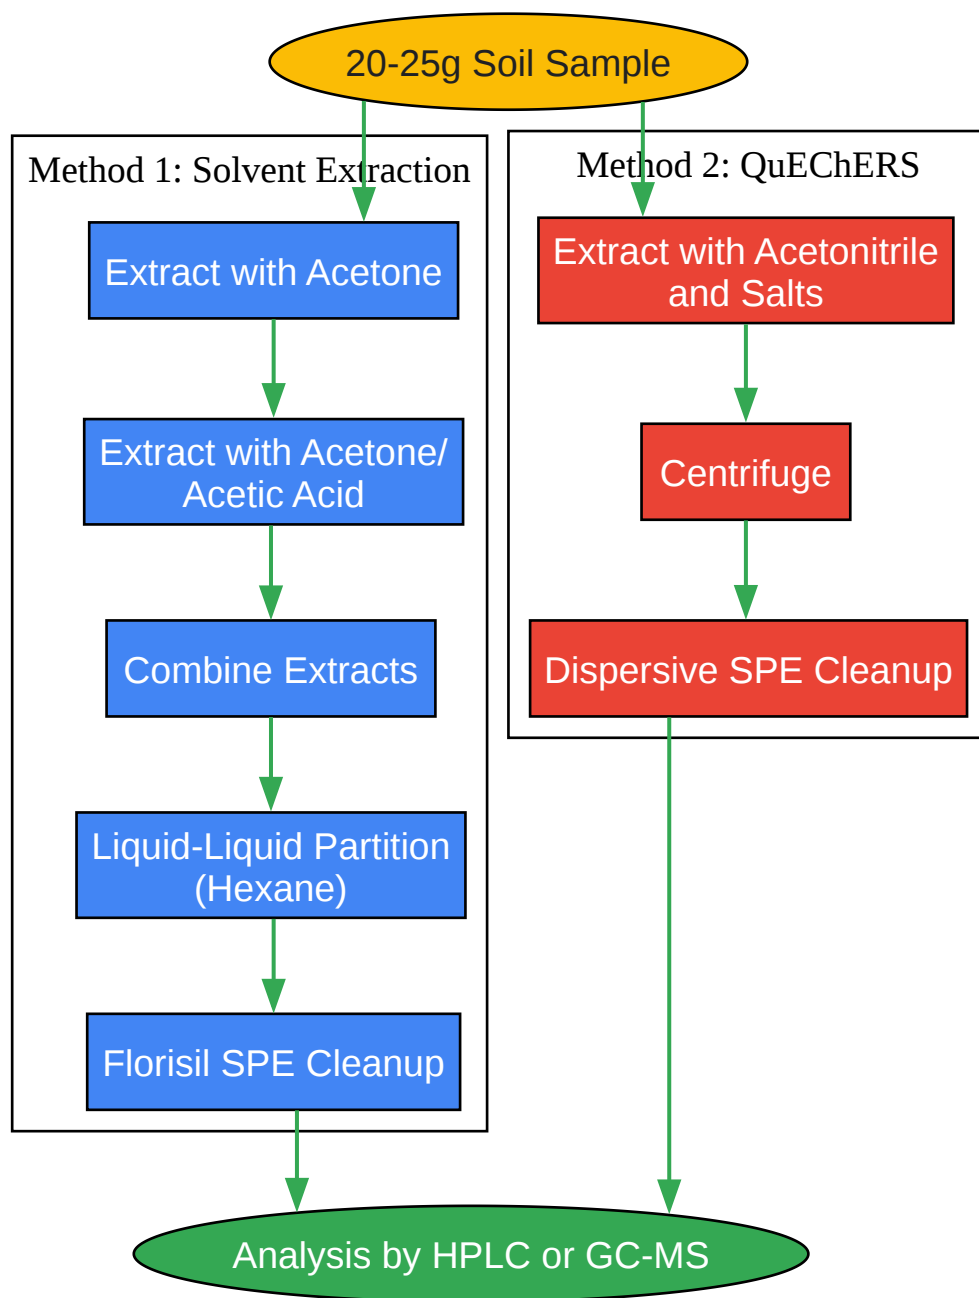 20-25g Soil Sample
Method 1: Solvent Extraction
Extract with Acetone
Extract with Acetone/
Acetic Acid
Combine Extracts
Liquid-Liquid Partition
(Hexane)
Florisil SPE Cleanup
Method 2: QuEChERS
Extract with Acetonitrile
and Salts
Centrifuge
Dispersive SPE Cleanup
Analysis by HPLC or GC-MS